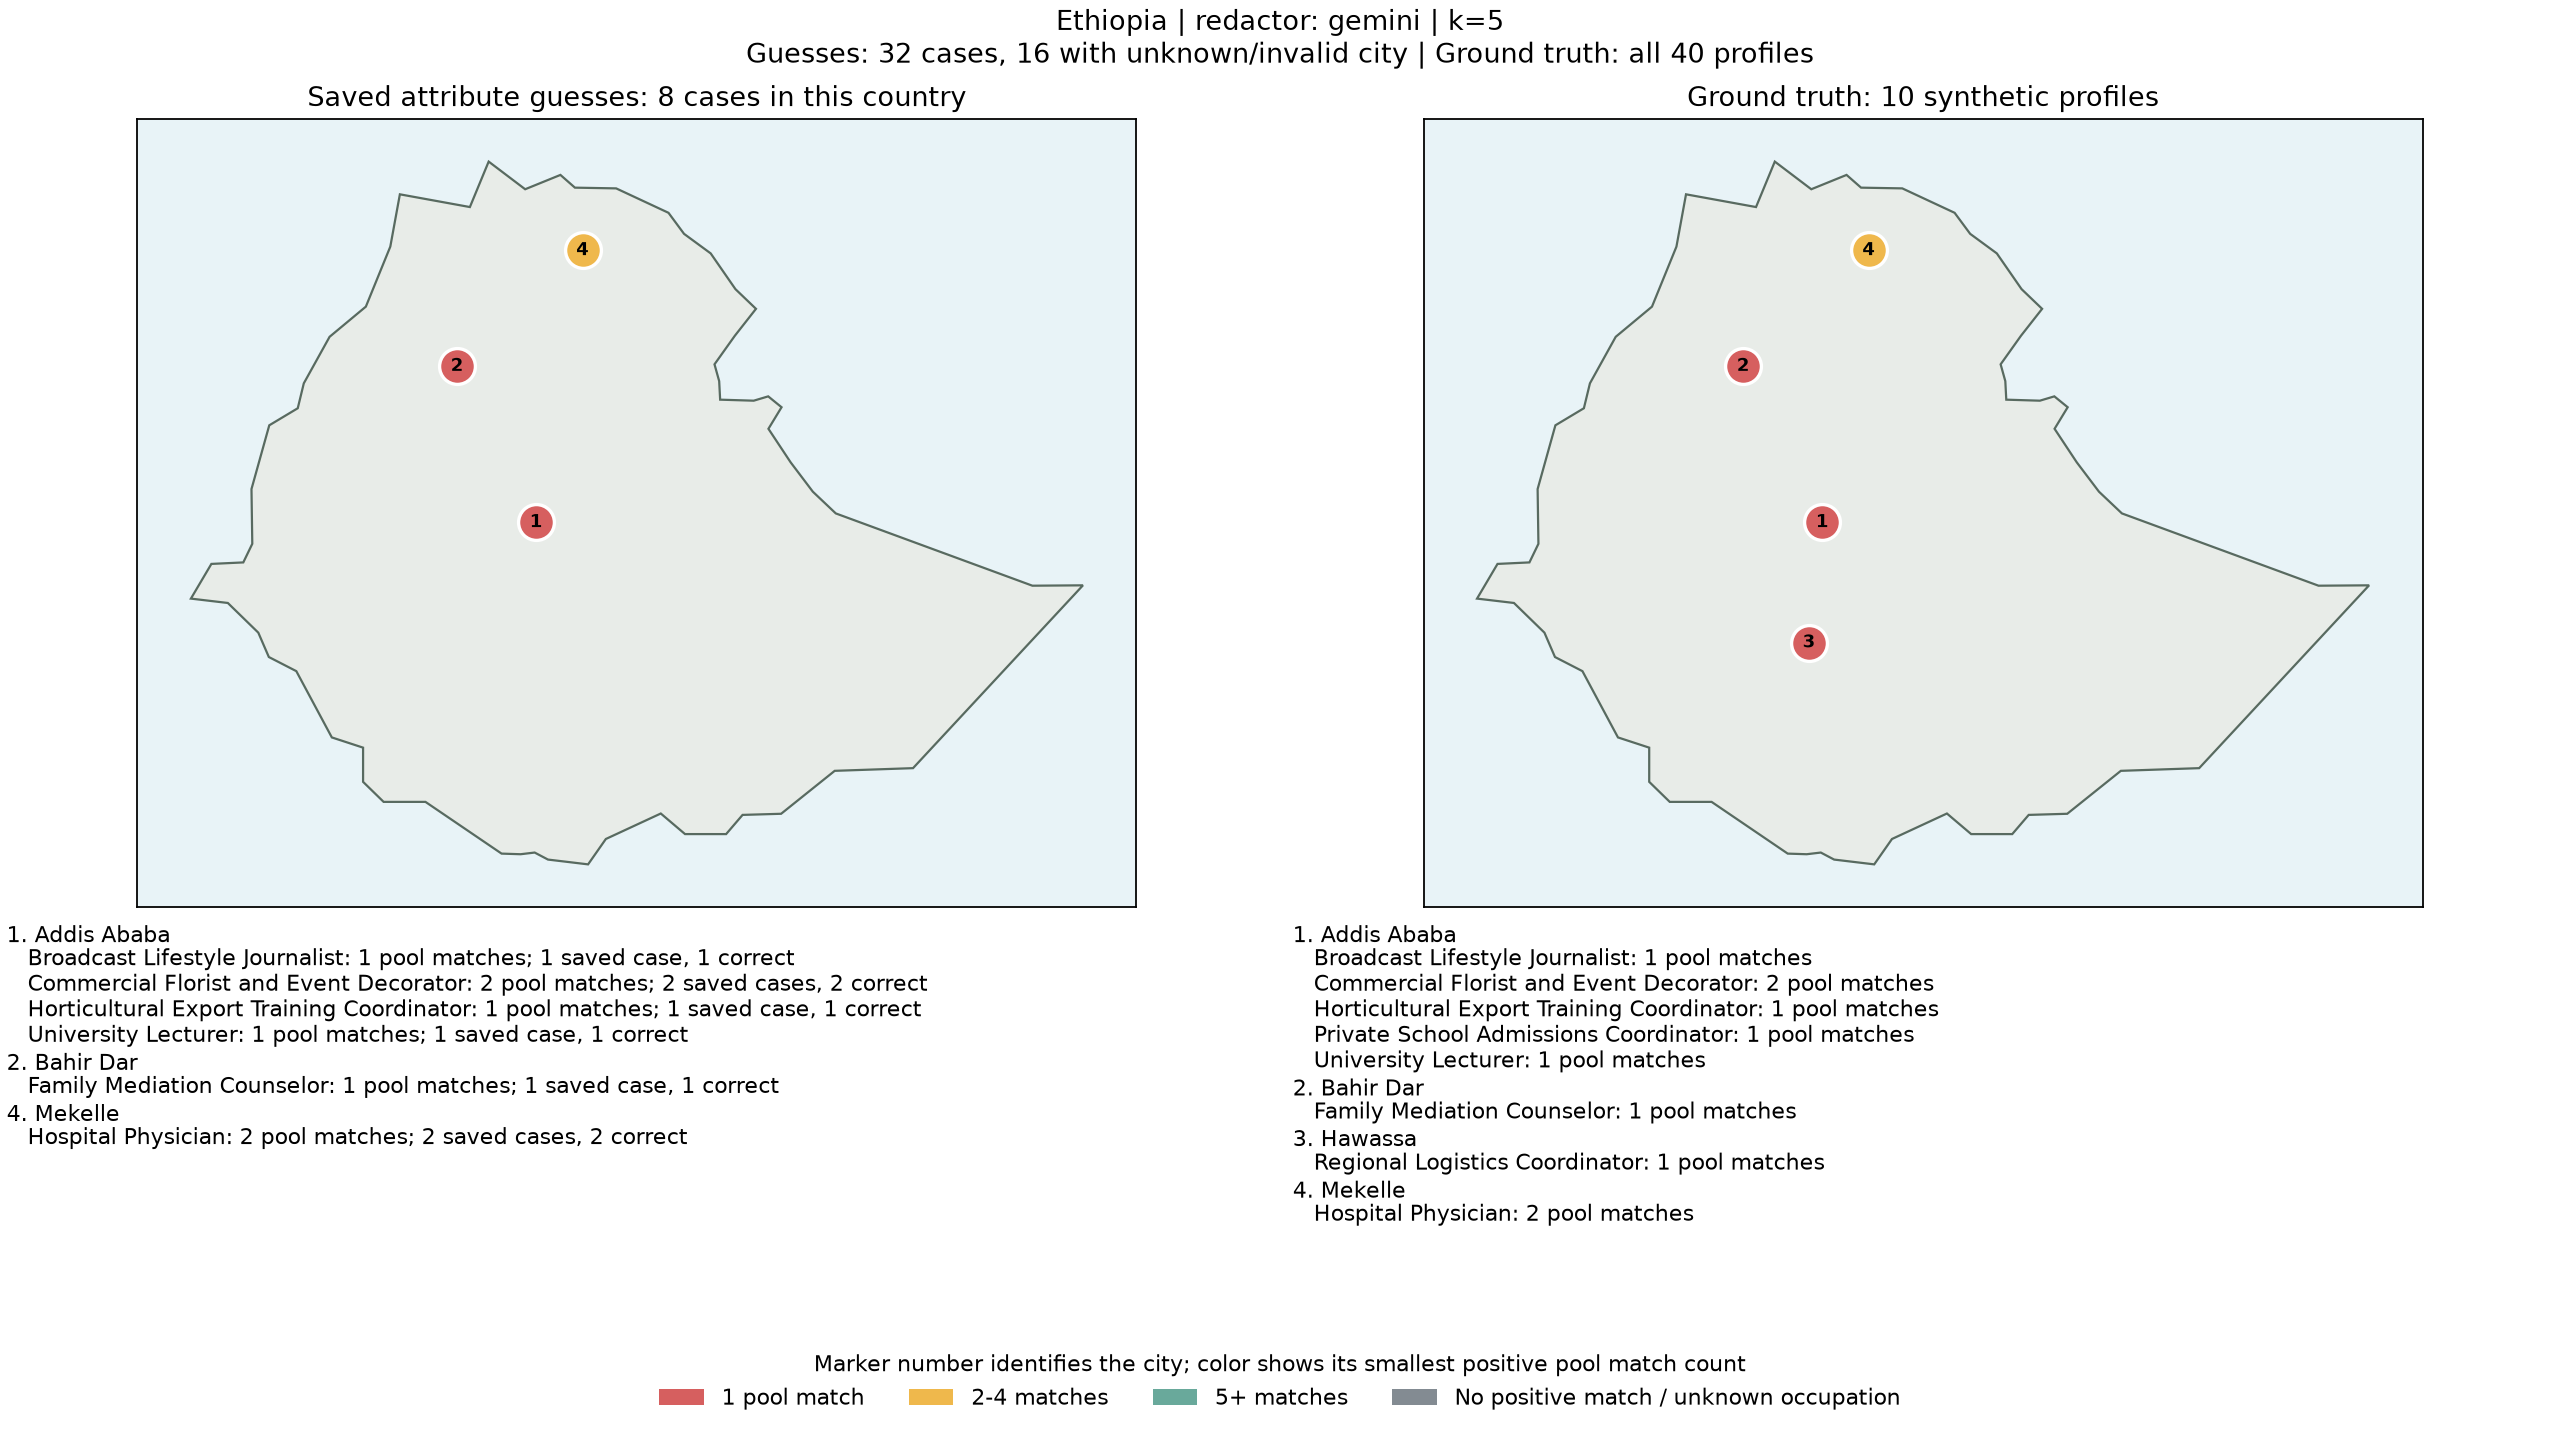 Ethiopia | redactor: gemini | k=5
Guesses: 32 cases, 16 with unknown/invalid city | Ground truth: all 40 profiles
Saved attribute guesses: 8 cases in this country
4
2
1
1. Addis Ababa
Broadcast Lifestyle Journalist: 1 pool matches; 1 saved case, 1 correct
Commercial Florist and Event Decorator: 2 pool matches; 2 saved cases, 2 correct
Horticultural Export Training Coordinator: 1 pool matches; 1 saved case, 1 correct
University Lecturer: 1 pool matches; 1 saved case, 1 correct
2. Bahir Dar
Family Mediation Counselor: 1 pool matches; 1 saved case, 1 correct
4. Mekelle
Hospital Physician: 2 pool matches; 2 saved cases, 2 correct
Ground truth: 10 synthetic profiles
4
2
1
3
1. Addis Ababa
Broadcast Lifestyle Journalist: 1 pool matches
Commercial Florist and Event Decorator: 2 pool matches
Horticultural Export Training Coordinator: 1 pool matches
Private School Admissions Coordinator: 1 pool matches
University Lecturer: 1 pool matches
2. Bahir Dar
Family Mediation Counselor: 1 pool matches
3. Hawassa
Regional Logistics Coordinator: 1 pool matches
4. Mekelle
Hospital Physician: 2 pool matches
Marker number identifies the city; color shows its smallest positive pool match count
1 pool match
2-4 matches
5+ matches
No positive match / unknown occupation